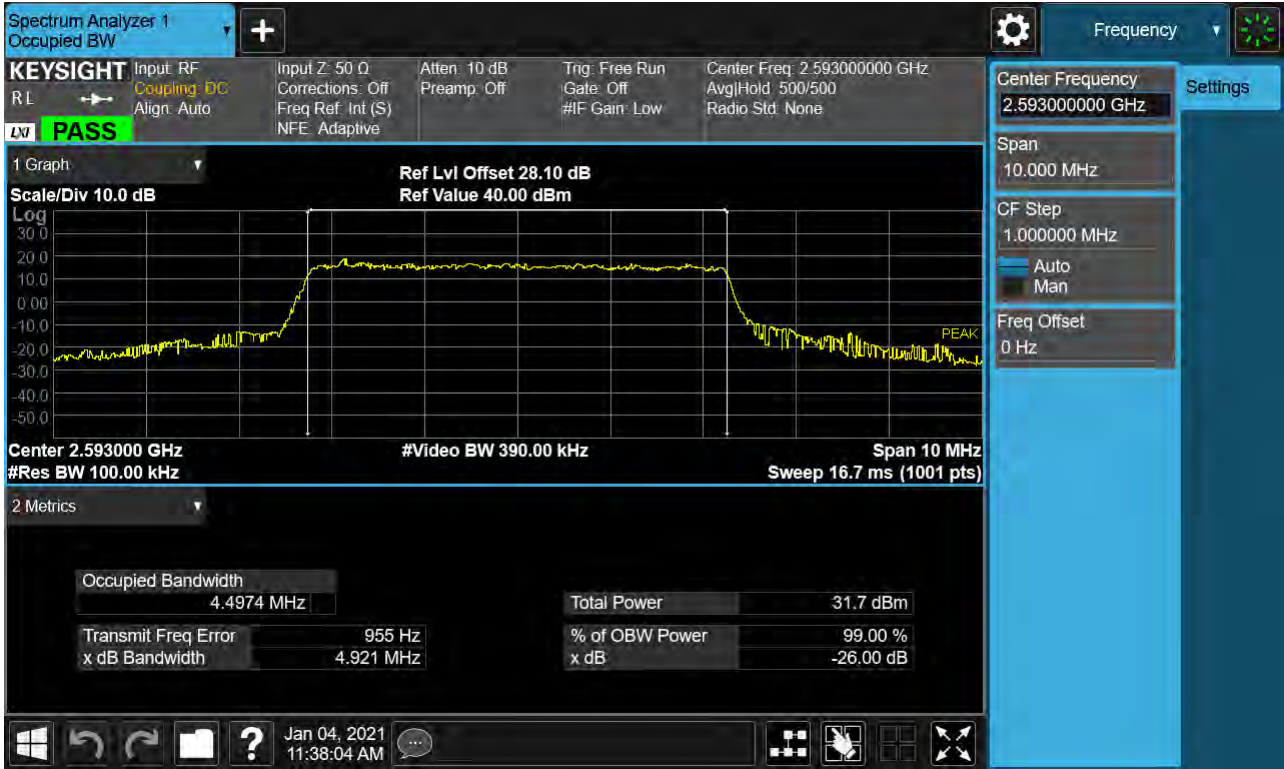 Spectrum Analyzer 1
Occupied BW
Frequency
KEYSIGHT
R L
LXI
PASS
Input: RF
Coupling: DC
Align: Auto
Input Z: 50 Ω
Corrections: Off
Freq Ref: Int (S)
NFE: Adaptive
Atten: 10 dB
Preamp: Off
Trig: Free Run
Gate: Off
#IF Gain: Low
Center Freq: 2.593000000 GHz
Avg|Hold: 500/500
Radio Std: None
1 Graph
Scale/Div 10.0 dB
Ref Lvl Offset 28.10 dB
Ref Value 40.00 dBm
Log
30.0
20.0
10.0
0.00
-10.0
-20.0
-30.0
-40.0
-50.0
PEAK
Center 2.593000 GHz
#Video BW 390.00 kHz
Span 10 MHz
#Res BW 100.00 kHz
Sweep 16.7 ms (1001 pts)
2 Metrics
Occupied Bandwidth
4.4974 MHz
Transmit Freq Error 955 Hz
x dB Bandwidth 4.921 MHz
Total Power 31.7 dBm
% of OBW Power 99.00 %
x dB -26.00 dB
Jan 04, 2021
11:38:04 AM
Center Frequency
2.593000000 GHz
Settings
Span
10.000 MHz
CF Step
1.000000 MHz
Auto
Man
Freq Offset
0 Hz